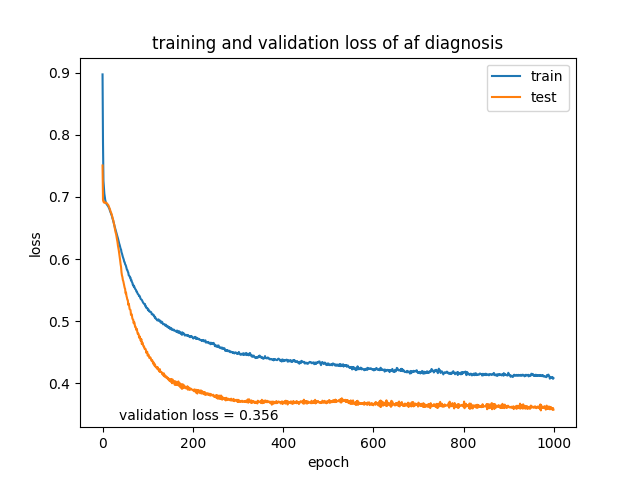 training and validation loss of af diagnosis
train
test
0.9
0.8
0.7
0.6
0.5
0.4
loss
validation loss = 0.356
0
200
400
600
800
1000
epoch